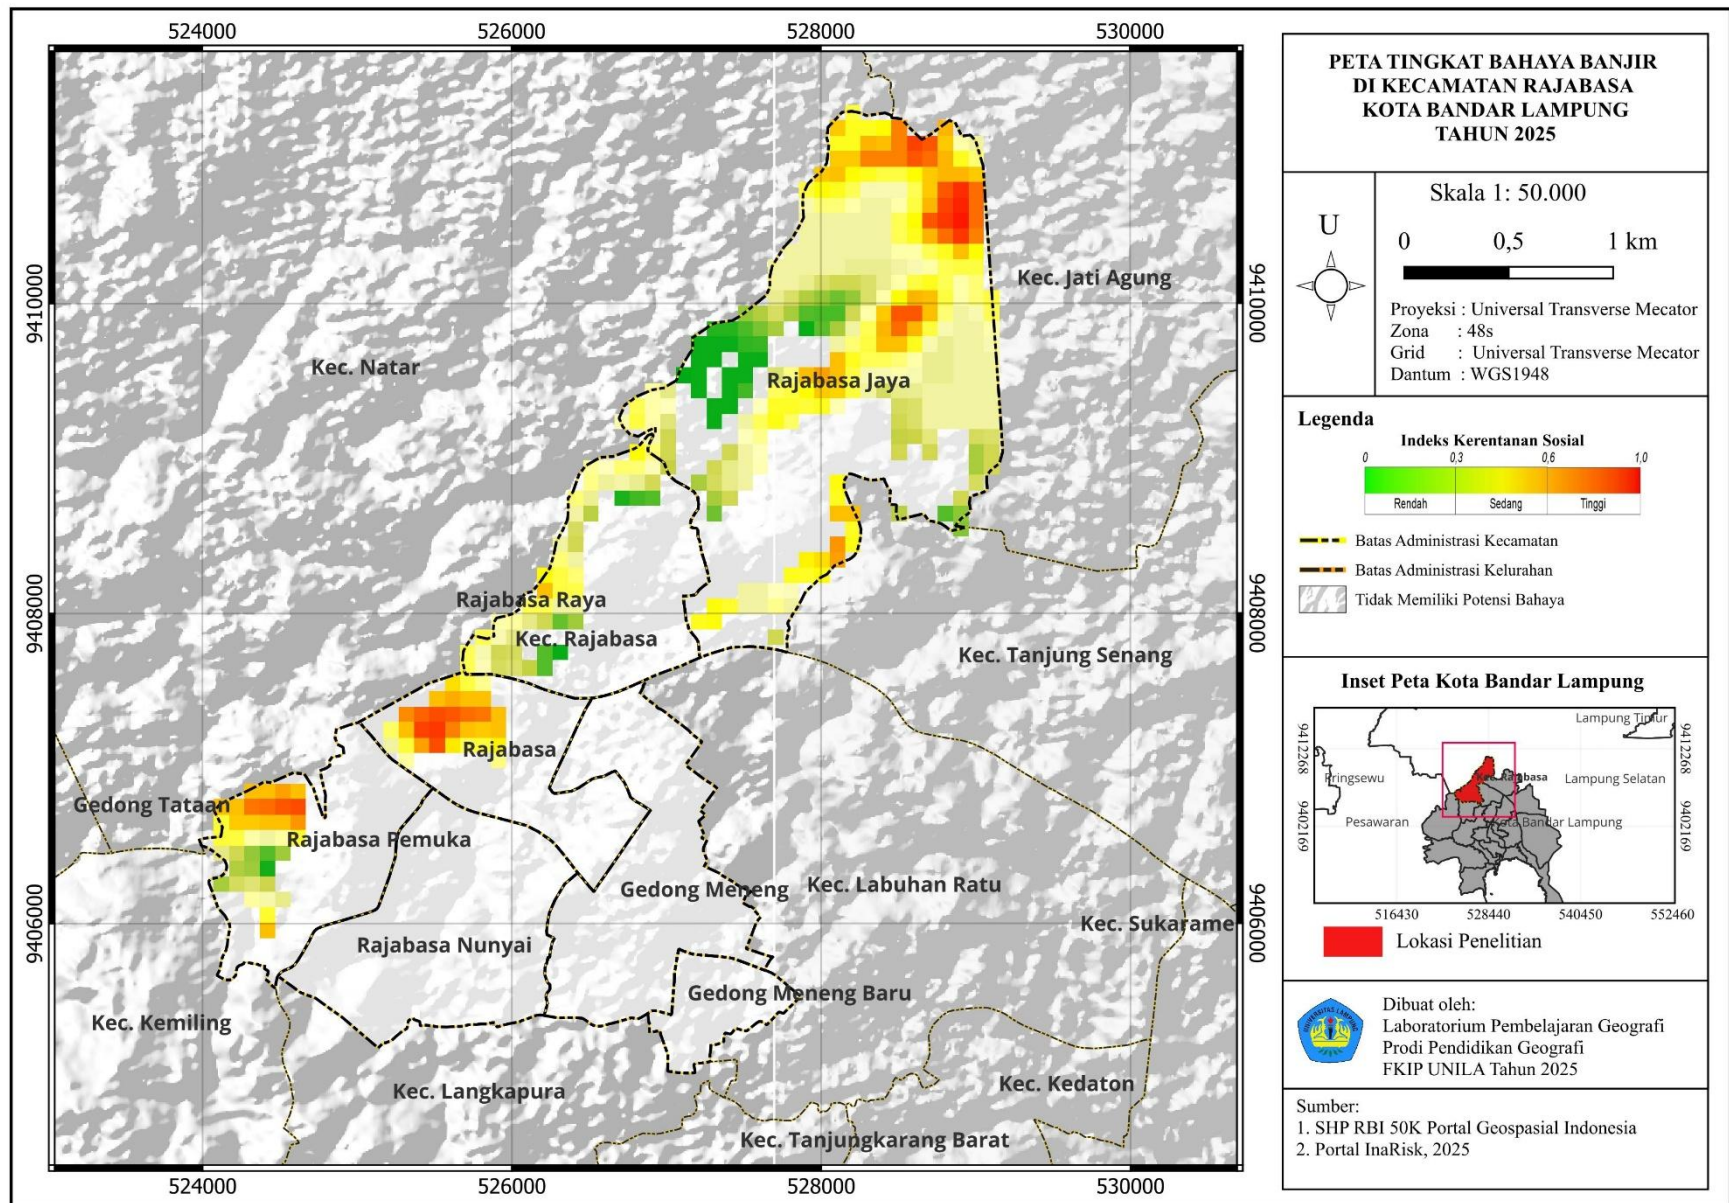 524000
526000
528000
530000
9410000
9408000
9406000
9410000
9408000
9406000
524000
526000
528000
530000
Kec. Natar
Kec. Jati Agung
Rajabasa Jaya
Rajabasa Raya
Kec. Rajabasa
Kec. Tanjung Senang
Rajabasa
Gedong Tataan
Rajabasa Pemuka
Gedong Meneng
Kec. Labuhan Ratu
Kec. Sukarame
Rajabasa Nunyai
Gedong Meneng Baru
Kec. Kemiling
Kec. Langkapura
Kec. Kedaton
Kec. Tanjungkarang Barat
PETA TINGKAT BAHAYA BANJIR
DI KECAMATAN RAJABASA
KOTA BANDAR LAMPUNG
TAHUN 2025
U
Skala 1: 50.000
0 0,5 1 km
Proyeksi : Universal Transverse Mecator
Zona : 48s
Grid : Universal Transverse Mecator
Dantum : WGS1948
Legenda
Indeks Kerentanan Sosial
0 0,3 0,6 1,0
Rendah Sedang Tinggi
Batas Administrasi Kecamatan
Batas Administrasi Kelurahan
Tidak Memiliki Potensi Bahaya
Inset Peta Kota Bandar Lampung
Lampung Timur
9412268
9402169
9412268
9402169
Pringsewu
Lampung Selatan
Pesawaran
Kota Bandar Lampung
516430 528440 540450 552460
Lokasi Penelitian
UNIVERSITAS LAMPUNG
Dibuat oleh:
Laboratorium Pembelajaran Geografi
Prodi Pendidikan Geografi
FKIP UNILA Tahun 2025
Sumber:
1. SHP RBI 50K Portal Geospasial Indonesia
2. Portal InaRisk, 2025